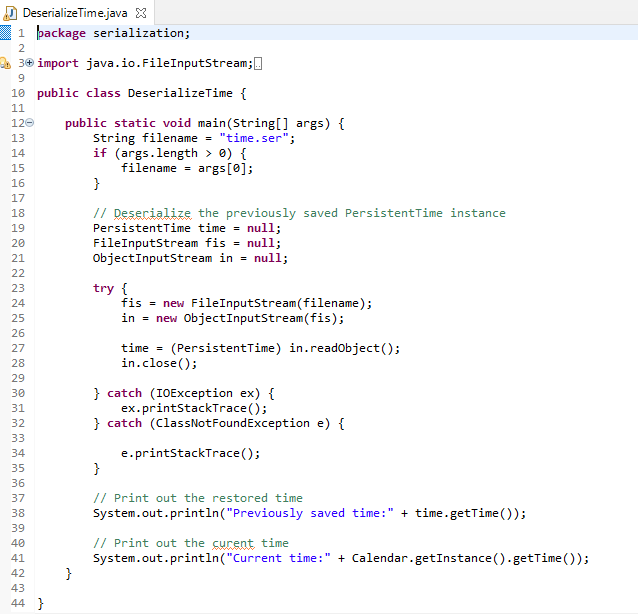 DeserializeTime.java
1 package serialization;
2
3 import java.io.FileInputStream;
9
10 public class DeserializeTime {
11
12     public static void main(String[] args) {
13         String filename = "time.ser";
14         if (args.length > 0) {
15             filename = args[0];
16         }
17
18         // Deserialize the previously saved PersistentTime instance
19         PersistentTime time = null;
20         FileInputStream fis = null;
21         ObjectInputStream in = null;
22
23         try {
24             fis = new FileInputStream(filename);
25             in = new ObjectInputStream(fis);
26
27             time = (PersistentTime) in.readObject();
28             in.close();
29
30         } catch (IOException ex) {
31             ex.printStackTrace();
32         } catch (ClassNotFoundException e) {
33
34             e.printStackTrace();
35         }
36
37         // Print out the restored time
38         System.out.println("Previously saved time:" + time.getTime());
39
40         // Print out the curent time
41         System.out.println("Current time:" + Calendar.getInstance().getTime());
42     }
43
44 }